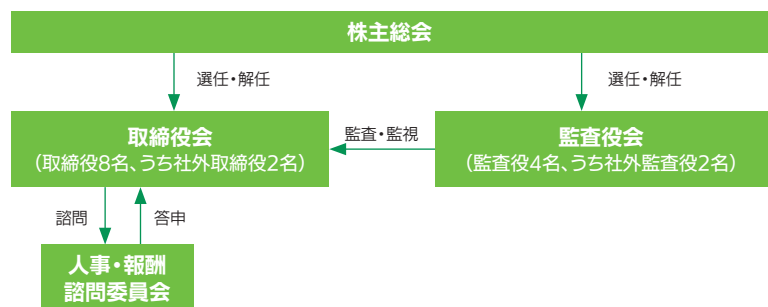 株主総会
選任・解任
選任・解任
取締役会
（取締役8名、うち社外取締役2名）
監査・監視
監査役会
（監査役4名、うち社外監査役2名）
諮問
答申
人事・報酬
諮問委員会